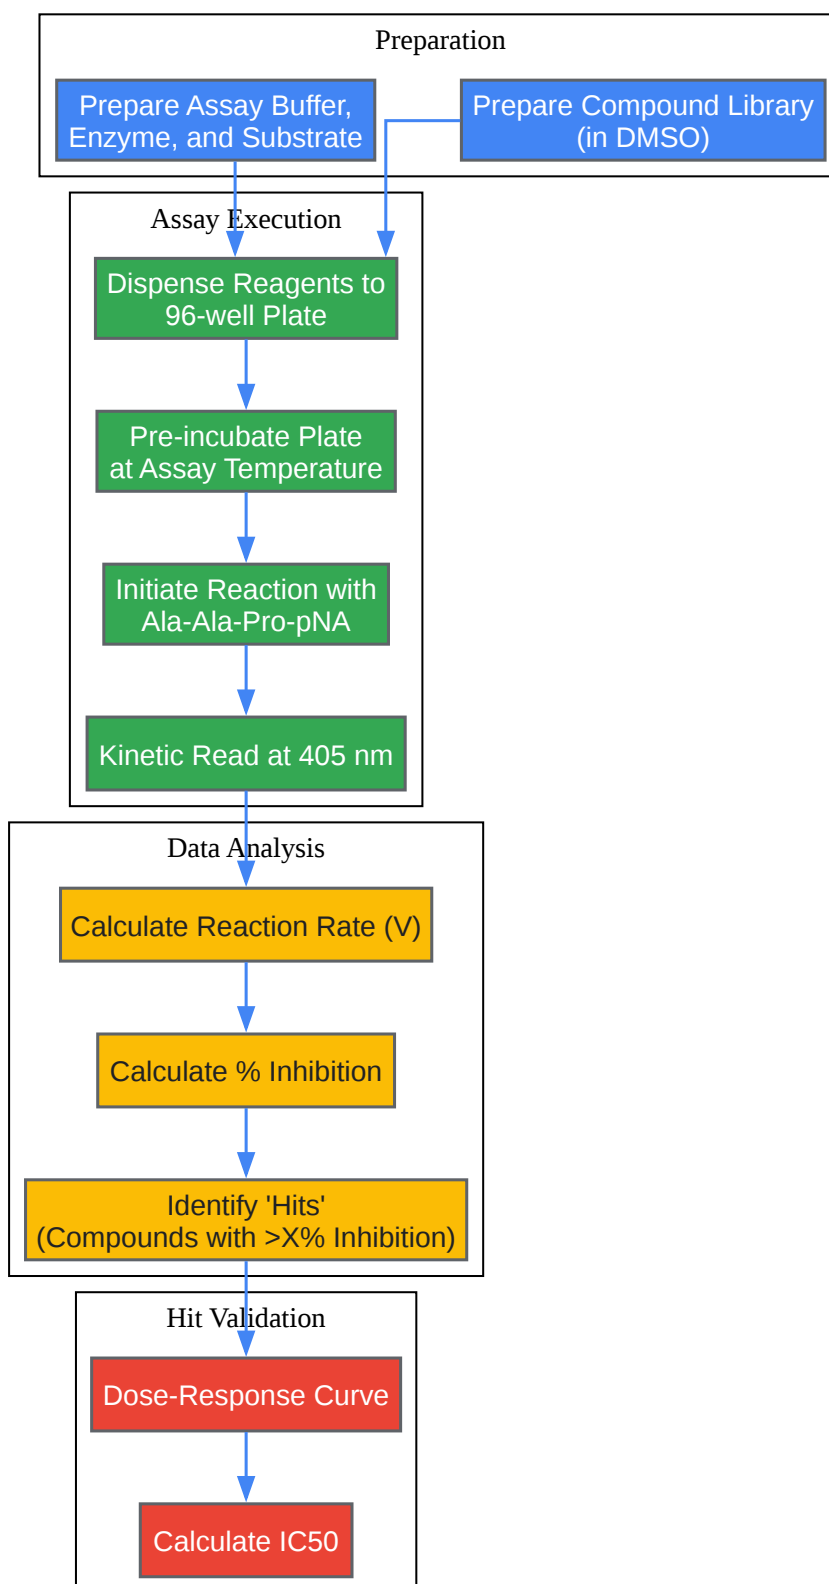 Preparation
Prepare Assay Buffer,
Enzyme, and Substrate
Prepare Compound Library
(in DMSO)
Assay Execution
Dispense Reagents to
96-well Plate
Pre-incubate Plate
at Assay Temperature
Initiate Reaction with
Ala-Ala-Pro-pNA
Kinetic Read at 405 nm
Data Analysis
Calculate Reaction Rate (V)
Calculate % Inhibition
Identify 'Hits'
(Compounds with >X% Inhibition)
Hit Validation
Dose-Response Curve
Calculate IC50